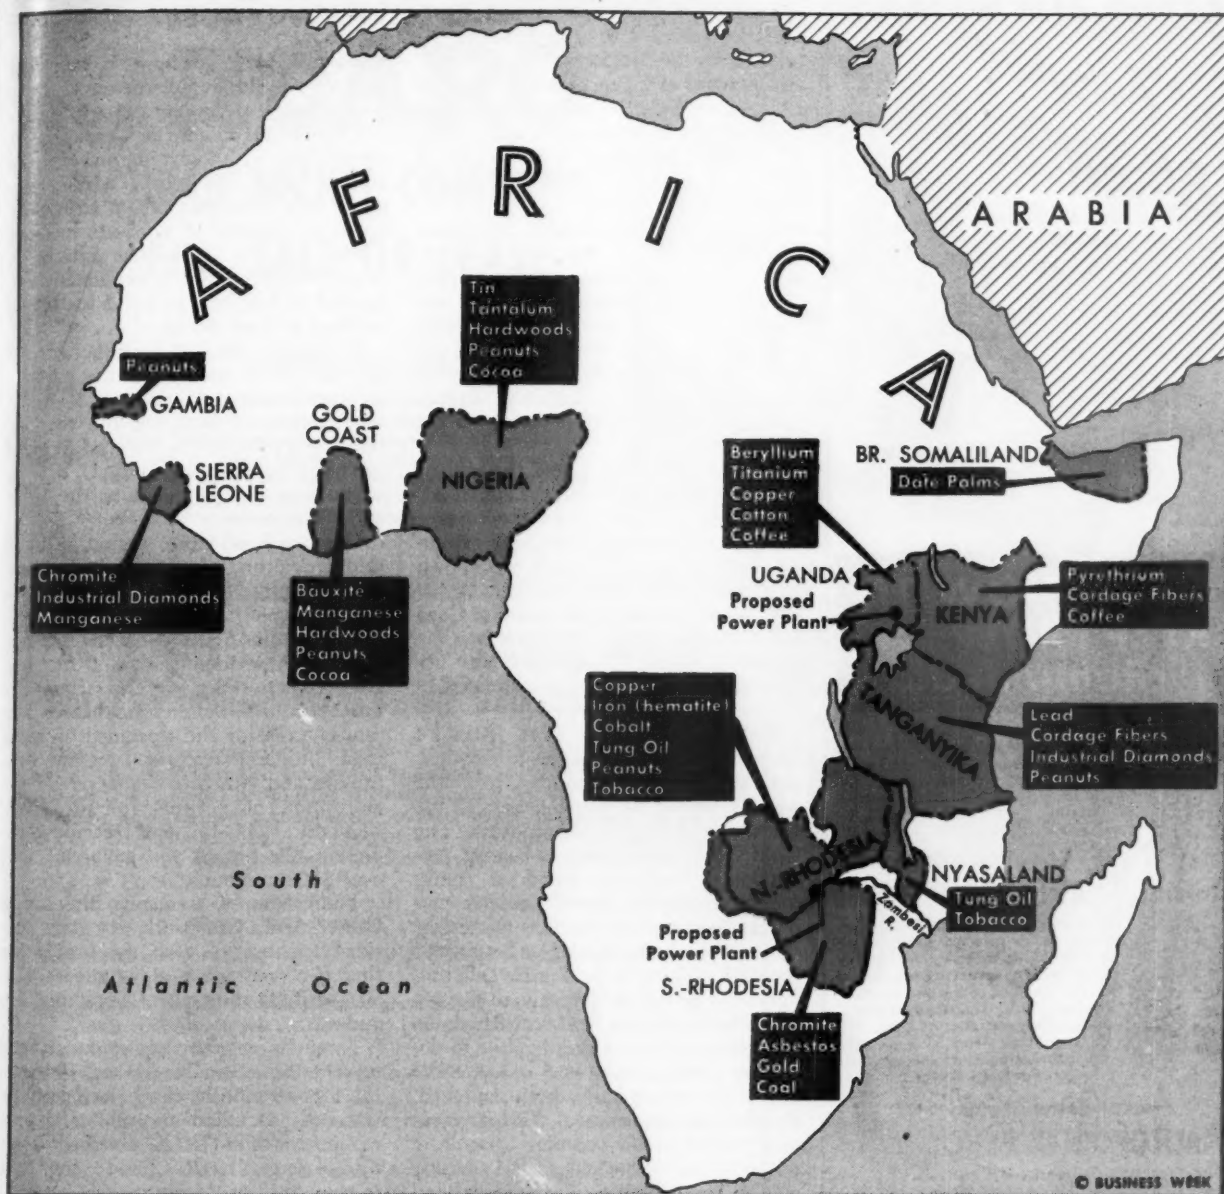 AFRICA
ARABIA
Tin
Tantalum
Hardwoods
Peanuts
Cocoa
Peanuts
GAMBIA
GOLD
COAST
SIERRA
LEONE
NIGERIA
Beryllium
Titanium
Copper
Cotton
Coffee
BR. SOMALILAND
Date Palms
Chromite
Industrial Diamonds
Manganese
Bauxite
Manganese
Hardwoods
Peanuts
Cocoa
UGANDA
Proposed
Power Plant
KENYA
Pyrethrium
Cordage Fibers
Coffee
Copper
Iron (hematite)
Cobalt
Tung Oil
Peanuts
Tobacco
TANGANYIKA
Lead
Cordage Fibers
Industrial Diamonds
Peanuts
South
Atlantic Ocean
N.-RHODESIA
NYASALAND
Tung Oil
Tobacco
Zambesi
R.
Proposed
Power Plant
S.-RHODESIA
Chromite
Asbestos
Gold
Coal
© BUSINESS WEEK